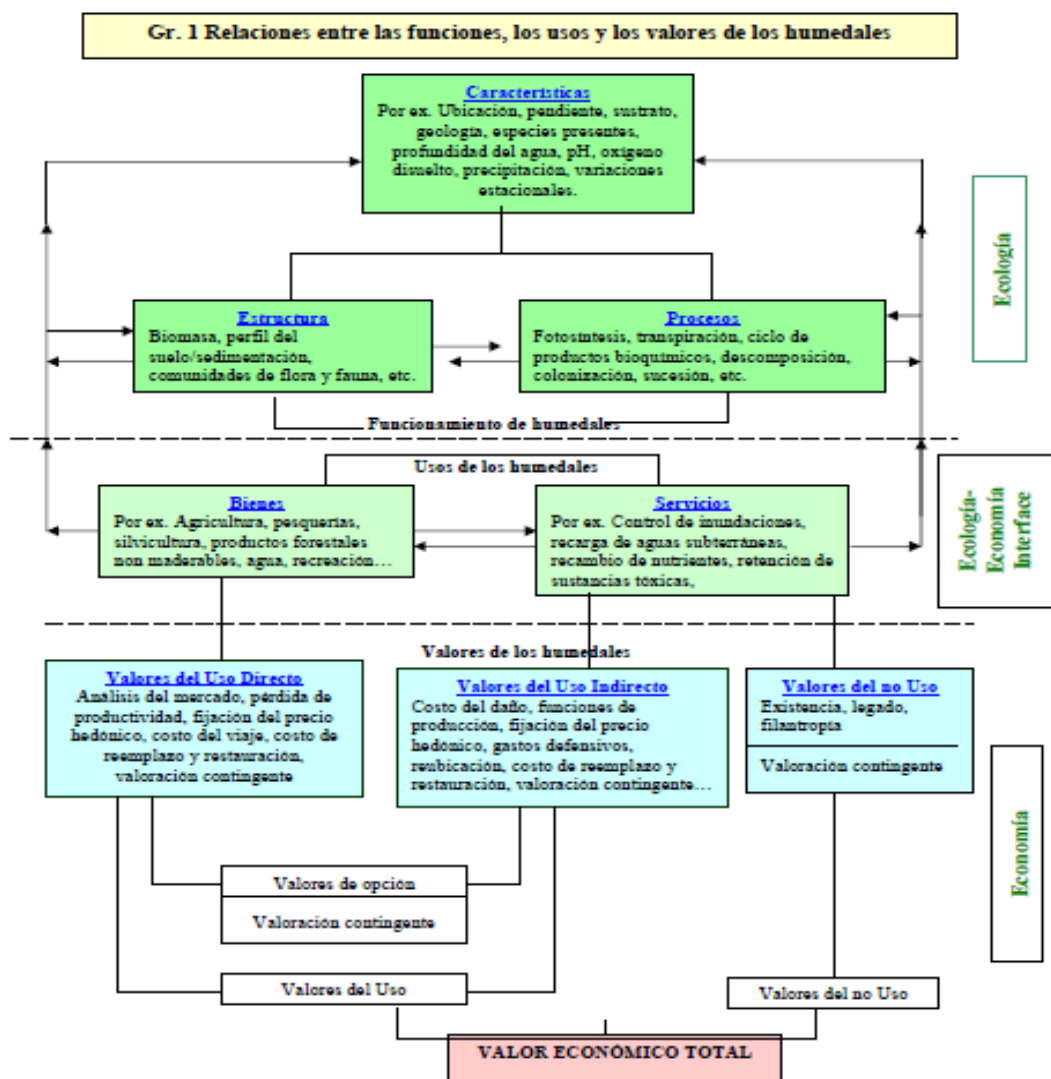 Gr. 1 Relaciones entre las funciones, los usos y los valores de los humedales
Características
Por ex. Ubicación, pendiente, sustrato,
geología, especies presentes,
profundidad del agua, pH, oxígeno
disuelto, precipitación, variaciones
estacionales.
Ecología
Estructura
Biomasa, perfil del
suelo/sedimentación,
comunidades de flora y fauna, etc.
Procesos
Fotosíntesis, transpiración, ciclo de
productos bioquímicos, descomposición,
colonización, sucesión, etc.
Funcionamiento de humedales
Usos de los humedales
Bienes
Por ex. Agricultura, pesquerías,
silvicultura, productos forestales
non maderables, agua, recreación…
Servicios
Por ex. Control de inundaciones,
recarga de aguas subterráneas,
recambio de nutrientes, retención de
sustancias tóxicas,
Ecología-
Economía
Interface
Valores de los humedales
Valores del Uso Directo
Análisis del mercado, pérdida de
productividad, fijación del precio
hedónico, costo del viaje, costo de
reemplazo y restauración,
valoración contingente
Valores del Uso Indirecto
Costo del daño, funciones de
producción, fijación del precio
hedónico, gastos defensivos,
reubicación, costo de reemplazo y
restauración, valoración contingente…
Valores del no Uso
Existencia, legado,
filantropía
Valoración contingente
Economía
Valores de opción
Valoración contingente
Valores del Uso
Valores del no Uso
VALOR ECONÓMICO TOTAL